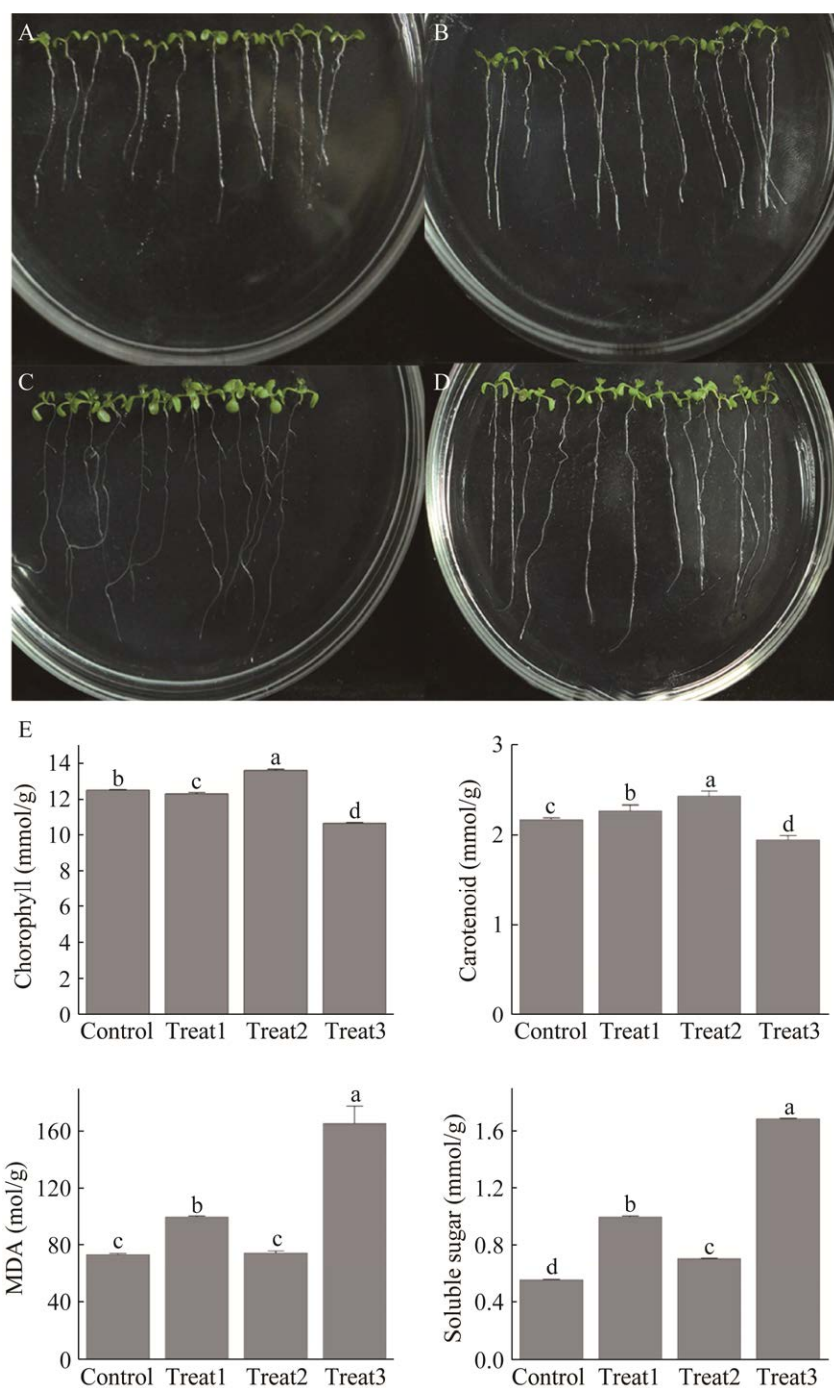 A
B
C
D
E
Chorophyll (mmol/g)
14
12
10
8
6
4
2
0
b
c
a
d
Control Treat1 Treat2 Treat3
Carotenoid (mmol/g)
3
2
1
0
c
b
a
d
Control Treat1 Treat2 Treat3
MDA (mol/g)
160
120
80
40
0
c
b
c
a
Control Treat1 Treat2 Treat3
Soluble sugar (mmol/g)
1.6
1.2
0.8
0.4
0.0
d
b
c
a
Control Treat1 Treat2 Treat3